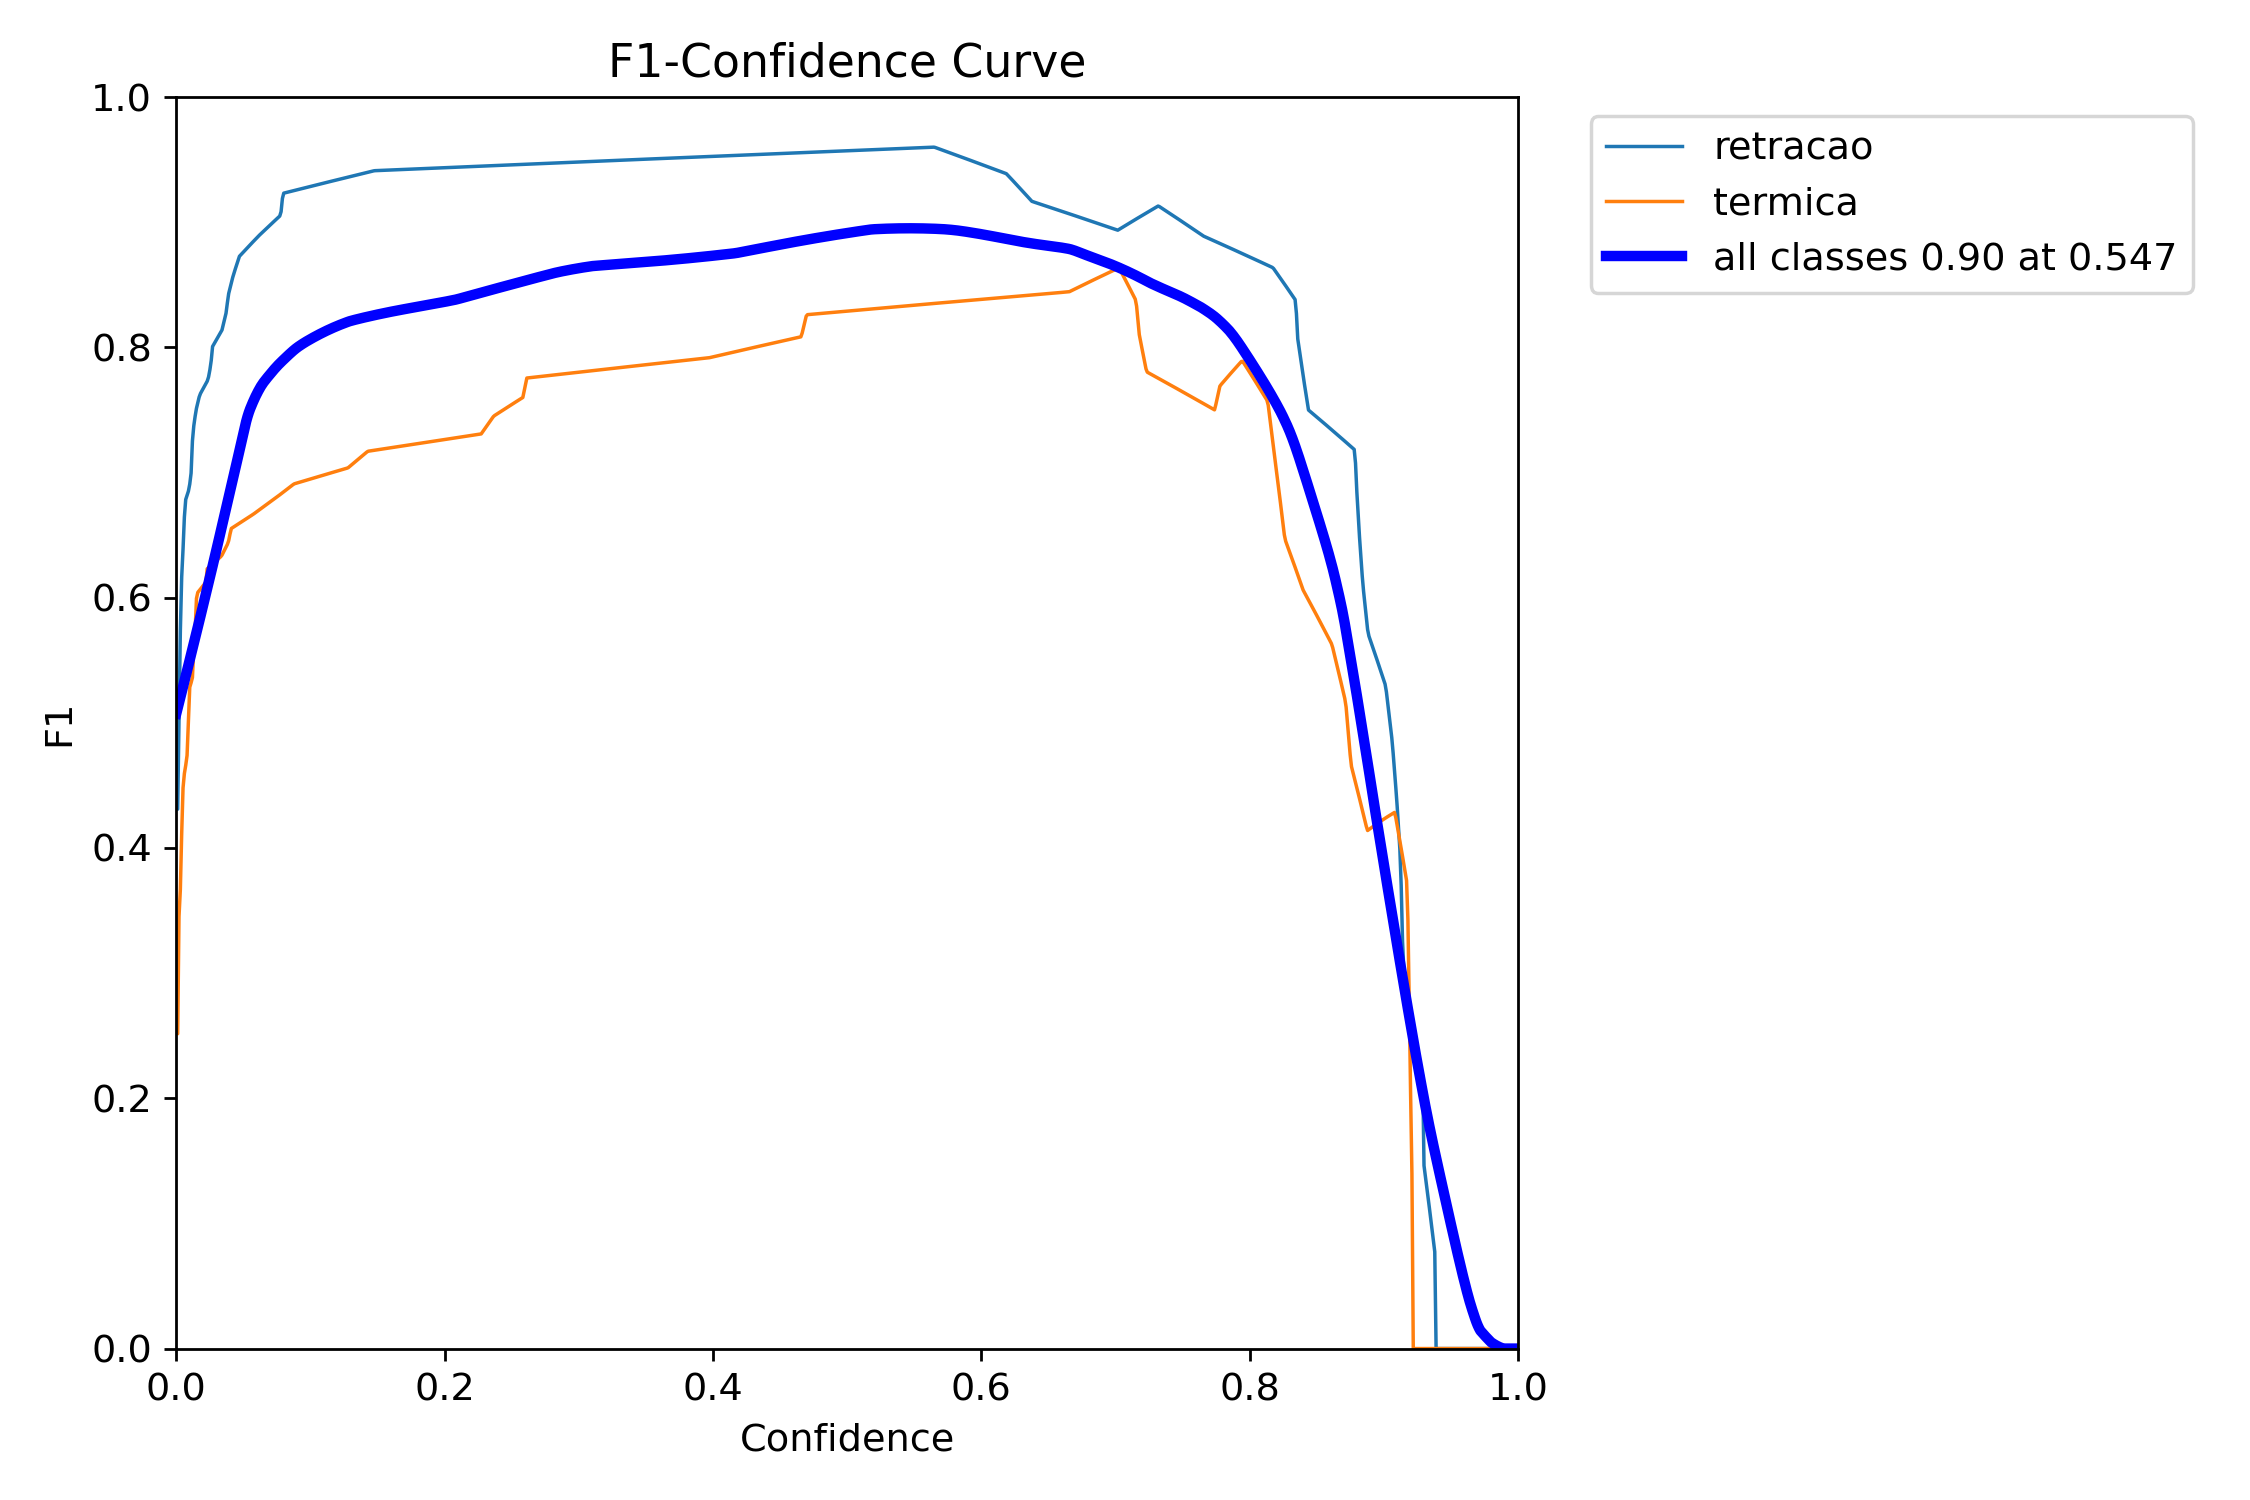 F1-Confidence Curve
retracao
termica
all classes 0.90 at 0.547
F1
1.0
0.8
0.6
0.4
0.2
0.0
0.0 0.2 0.4 0.6 0.8 1.0
Confidence